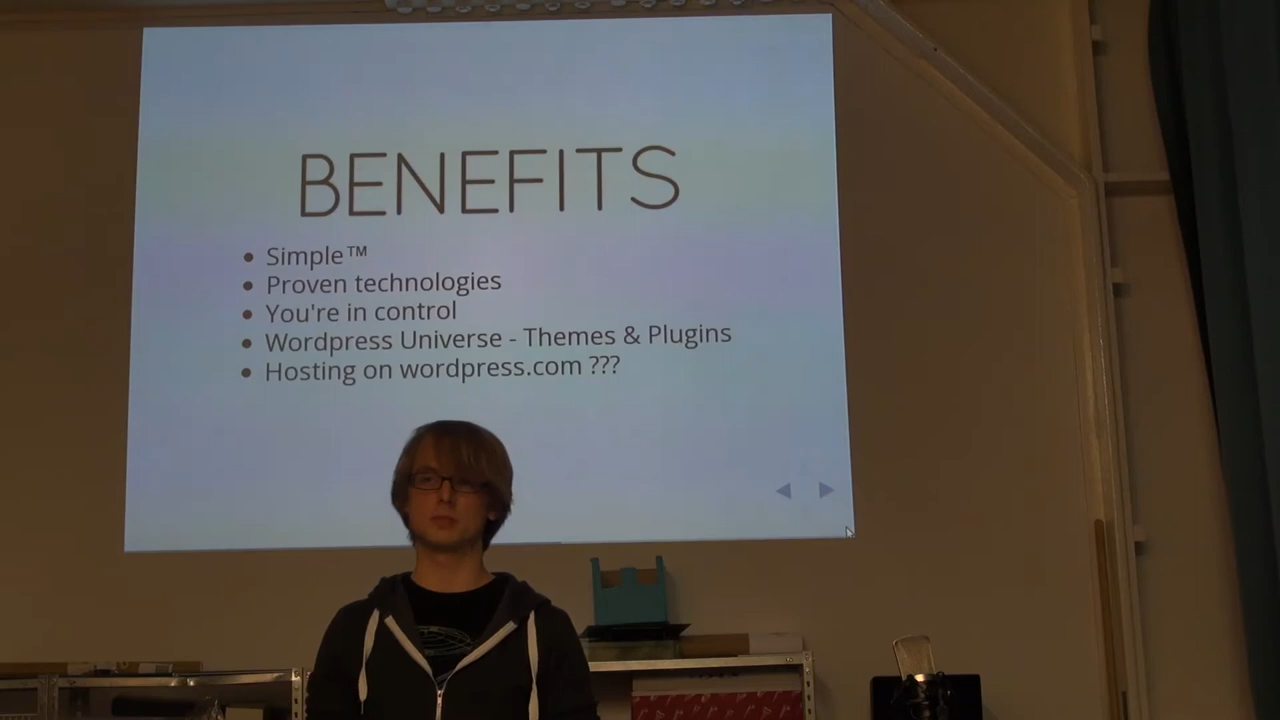 BENEFITS
Simple™
Proven technologies
You're in control
Wordpress Universe - Themes & Plugins
Hosting on wordpress.com ???